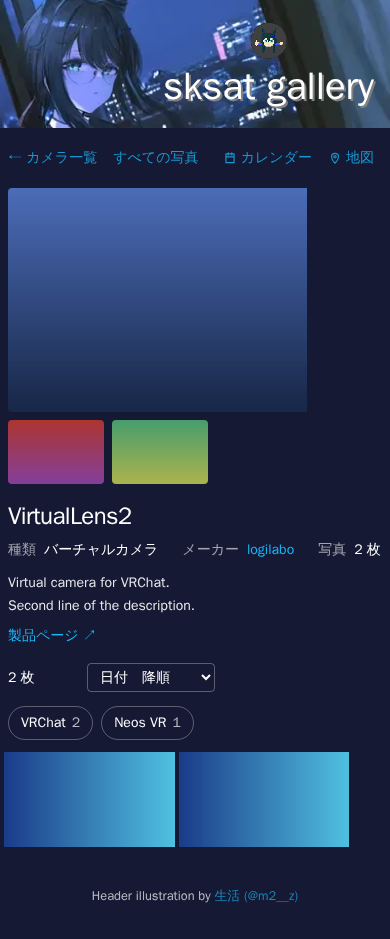 sksat gallery
← カメラ一覧 すべての写真 カレンダー 地図
VirtualLens2
種類 バーチャルカメラ メーカー logilabo 写真 2 枚
Virtual camera for VRChat.
Second line of the description.
製品ページ ↗
2 枚 日付 降順
VRChat 2 Neos VR 1
Header illustration by 生活 (@m2__z)